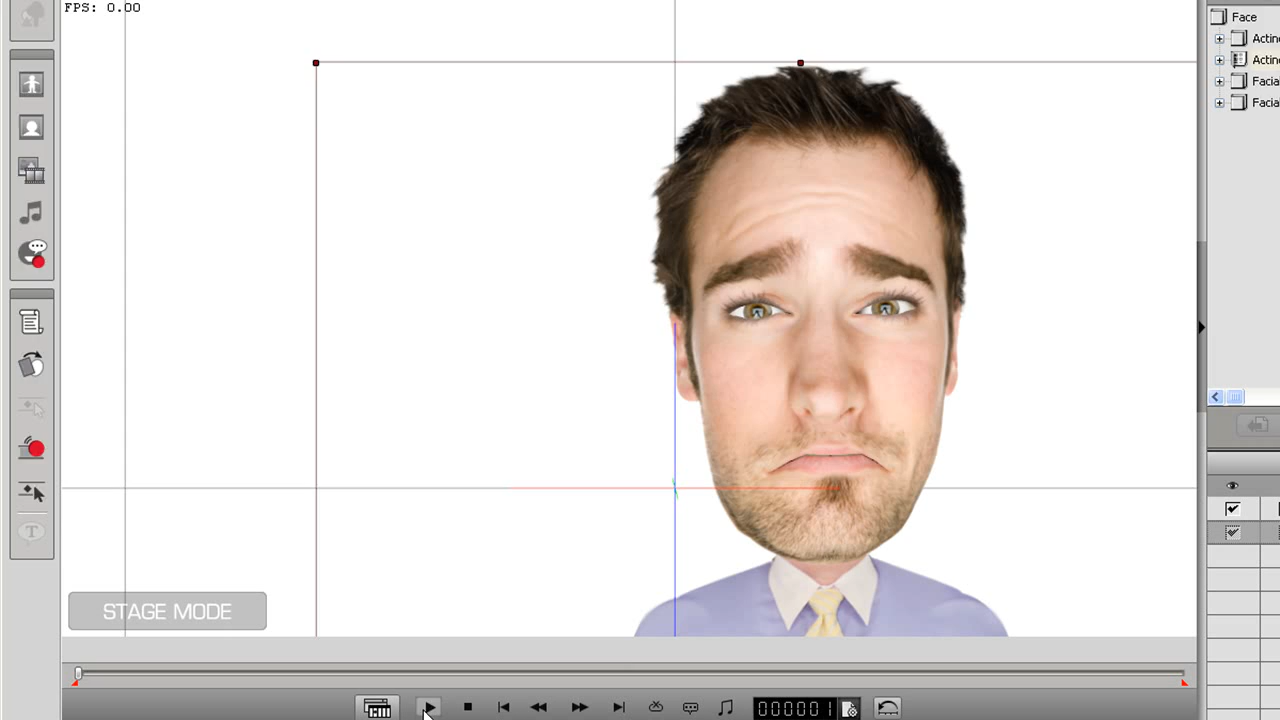 FPS: 0.00
Face
Actin
Actin
Facia
Facia
STAGE MODE
000001